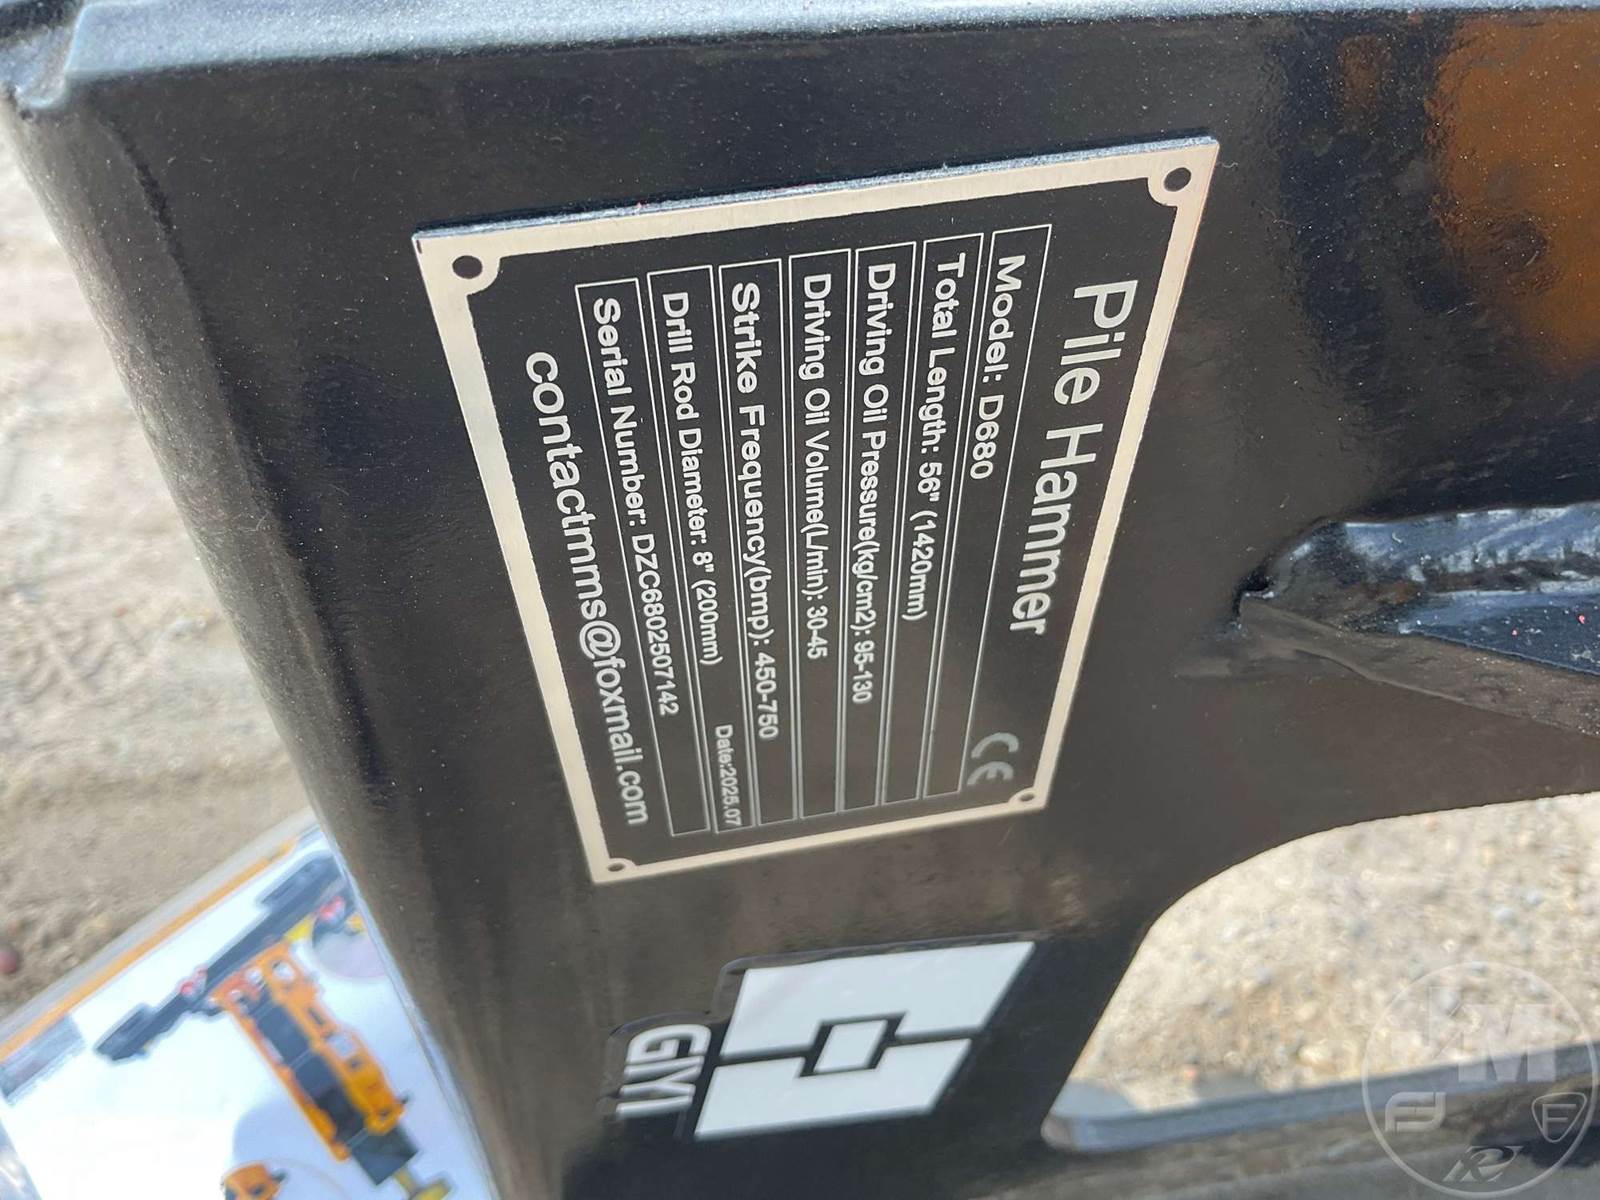 Pile Hammer
Model: D680
Total Length: 56" (1420mm)
Driving Oil Pressure(kg/cm2): 95-130
Driving Oil Volume(L/min): 30-45
Strike Frequency(bmp): 450-750
Drill Rod Diameter: 8" (200mm)
Date:2025.07
Serial Number: DZC6802507142
contactmms@foxmail.com
CE
GIYI